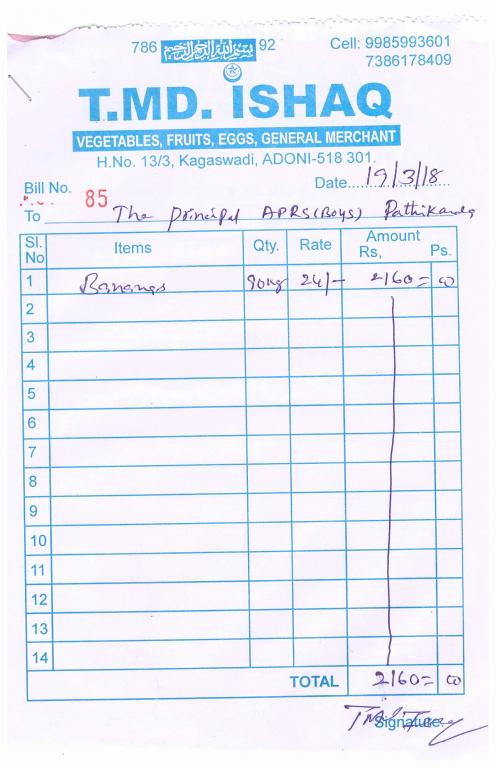 786 بسم الله الرحمن الرحيم 92
Cell: 9985993601
7386178409
T.MD. ISHAQ
VEGETABLES, FRUITS, EGGS, GENERAL MERCHANT
H.No. 13/3, Kagaswadi, ADONI-518 301.
Bill No. 85 Date....19/3/18....
To The principal APRS(Boys) Pathikonda
Sl. No Items Qty. Rate Amount Rs, Ps.
1 Bananas 90kg 24/- 2160= 00
2
3
4
5
6
7
8
9
10
11
12
13
14
TOTAL 2160= 00
Signature.